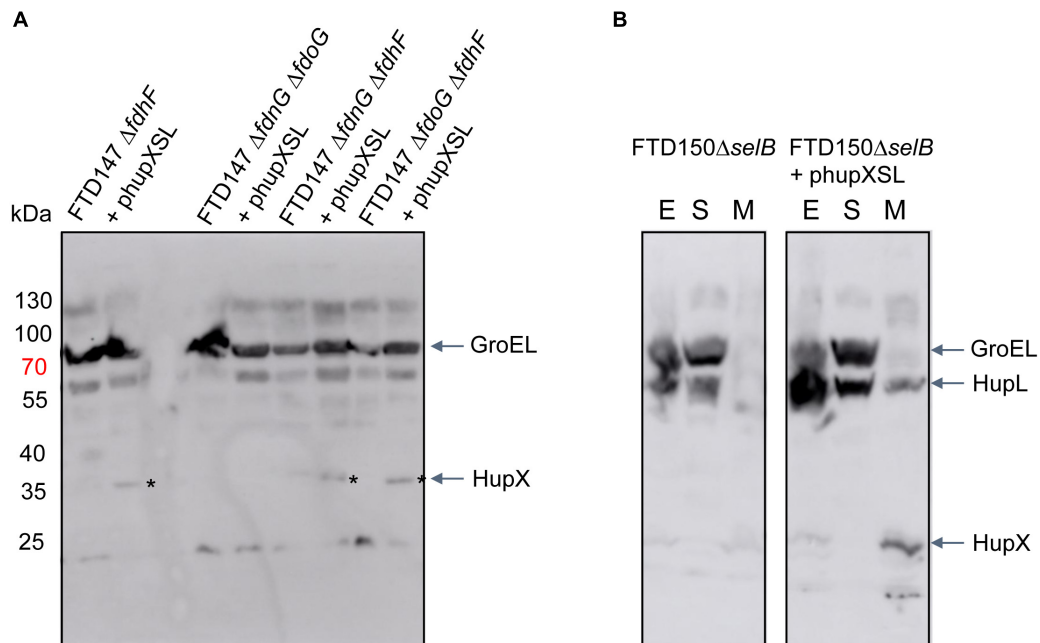 A
FTD147 ΔfdhF
+ phupXSL
FTD147 ΔfdnG ΔfdoG
+ phupXSL
FTD147 ΔfdnG ΔfdhF
+ phupXSL
FTD147 ΔfdoG ΔfdhF
+ phupXSL
kDa
130
100
70
55
40
35
25
GroEL
*
*
*
HupX
B
FTD150ΔselB
FTD150ΔselB
+ phupXSL
E S M
E S M
GroEL
HupL
HupX